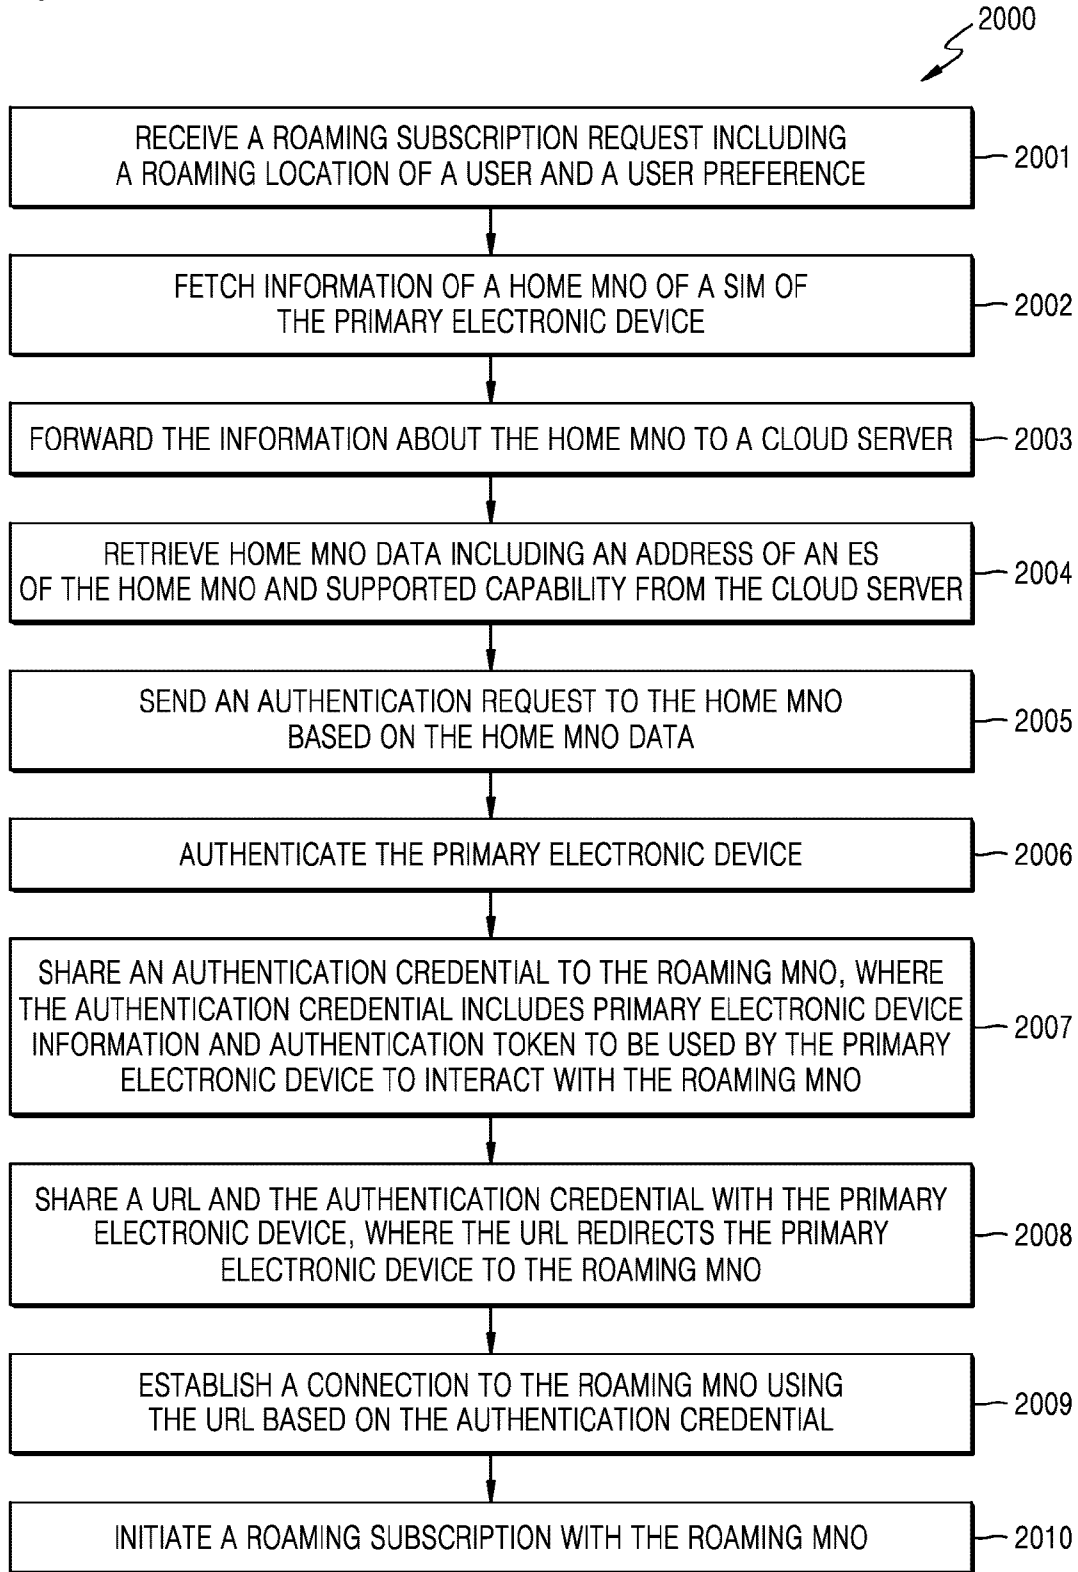 2000
RECEIVE A ROAMING SUBSCRIPTION REQUEST INCLUDING
A ROAMING LOCATION OF A USER AND A USER PREFERENCE
2001
FETCH INFORMATION OF A HOME MNO OF A SIM OF
THE PRIMARY ELECTRONIC DEVICE
2002
FORWARD THE INFORMATION ABOUT THE HOME MNO TO A CLOUD SERVER
2003
RETRIEVE HOME MNO DATA INCLUDING AN ADDRESS OF AN ES
OF THE HOME MNO AND SUPPORTED CAPABILITY FROM THE CLOUD SERVER
2004
SEND AN AUTHENTICATION REQUEST TO THE HOME MNO
BASED ON THE HOME MNO DATA
2005
AUTHENTICATE THE PRIMARY ELECTRONIC DEVICE
2006
SHARE AN AUTHENTICATION CREDENTIAL TO THE ROAMING MNO, WHERE
THE AUTHENTICATION CREDENTIAL INCLUDES PRIMARY ELECTRONIC DEVICE
INFORMATION AND AUTHENTICATION TOKEN TO BE USED BY THE PRIMARY
ELECTRONIC DEVICE TO INTERACT WITH THE ROAMING MNO
2007
SHARE A URL AND THE AUTHENTICATION CREDENTIAL WITH THE PRIMARY
ELECTRONIC DEVICE, WHERE THE URL REDIRECTS THE PRIMARY
ELECTRONIC DEVICE TO THE ROAMING MNO
2008
ESTABLISH A CONNECTION TO THE ROAMING MNO USING
THE URL BASED ON THE AUTHENTICATION CREDENTIAL
2009
INITIATE A ROAMING SUBSCRIPTION WITH THE ROAMING MNO
2010